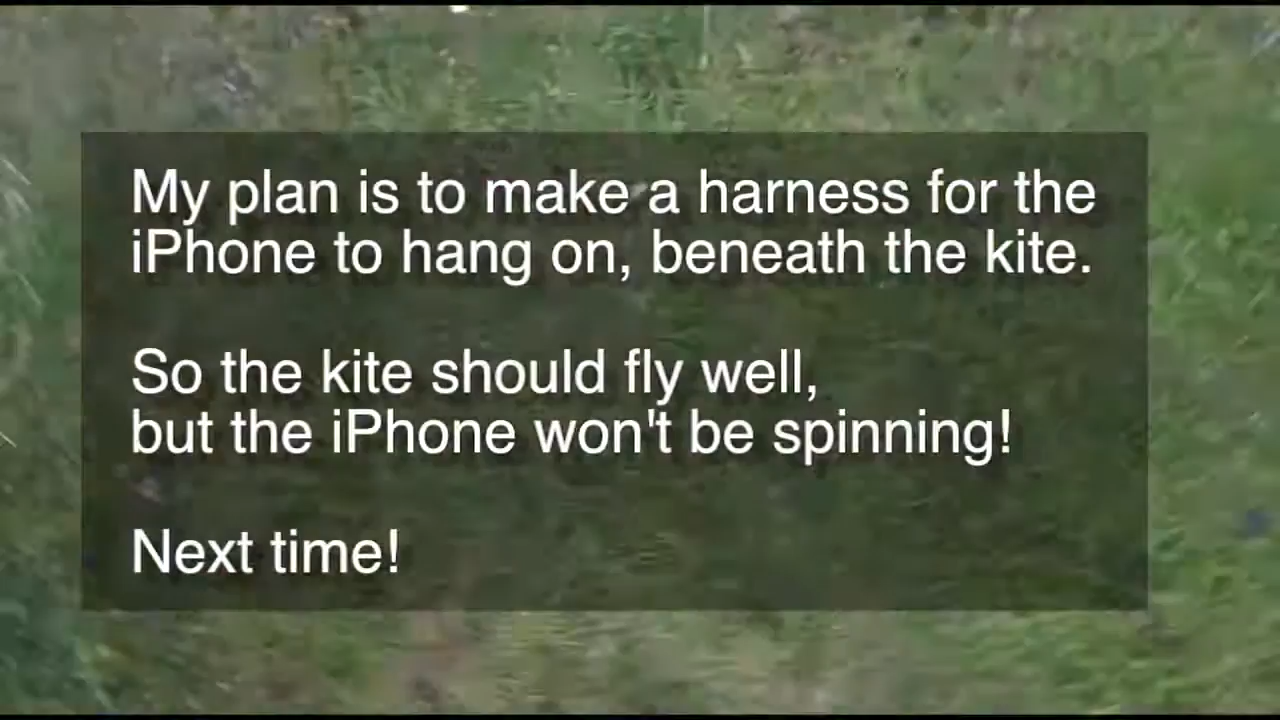 My plan is to make a harness for the
iPhone to hang on, beneath the kite.
So the kite should fly well,
but the iPhone won't be spinning!
Next time!